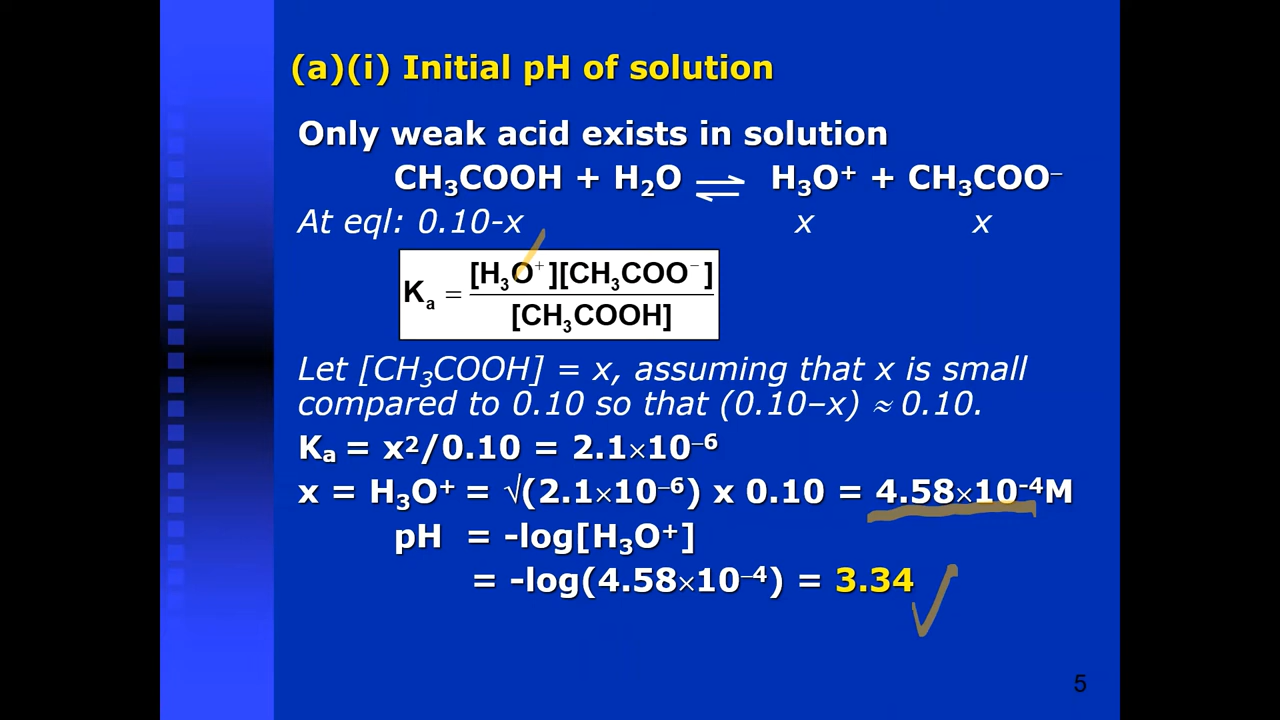 (a)(i) Initial pH of solution
Only weak acid exists in solution
CH₃COOH + H₂O ⇌ H₃O⁺ + CH₃COO⁻
At eql: 0.10-x x x
Kₐ = [H₃O⁺][CH₃COO⁻] / [CH₃COOH]
Let [CH₃COOH] = x, assuming that x is small
compared to 0.10 so that (0.10–x) ≈ 0.10.
Kₐ = x²/0.10 = 2.1×10⁻⁶
x = H₃O⁺ = √(2.1×10⁻⁶) x 0.10 = 4.58×10⁻⁴M
pH = -log[H₃O⁺]
= -log(4.58×10⁻⁴) = 3.34
5